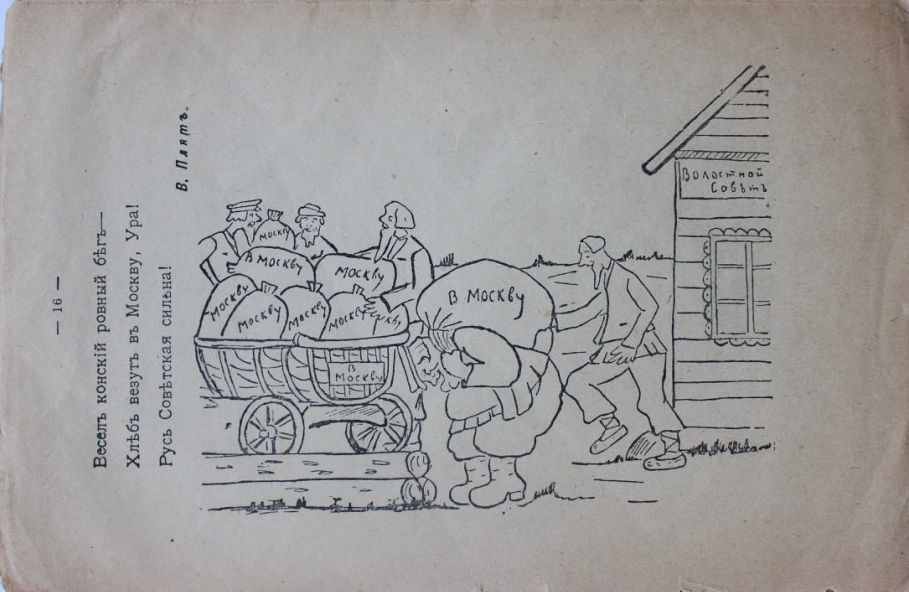 — 16 —
Веселъ конскій ровный бѣгъ—
Хлѣбъ везутъ въ Москву, Ура!
Русь Совѣтская сильна!
В. Плятъ.
Волостной
Совѣтъ
Москву
В Москву
Москву
Москву
Москву
Москву
Москву
В Москву
В
Москву